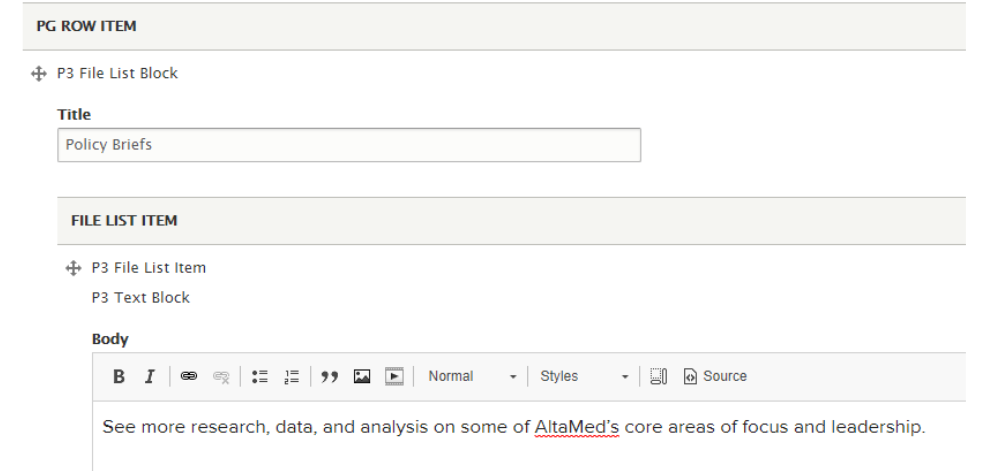 PG ROW ITEM
P3 File List Block
Title
Policy Briefs
FILE LIST ITEM
P3 File List Item
P3 Text Block
Body
B I Normal Styles Source
See more research, data, and analysis on some of AltaMed’s core areas of focus and leadership.